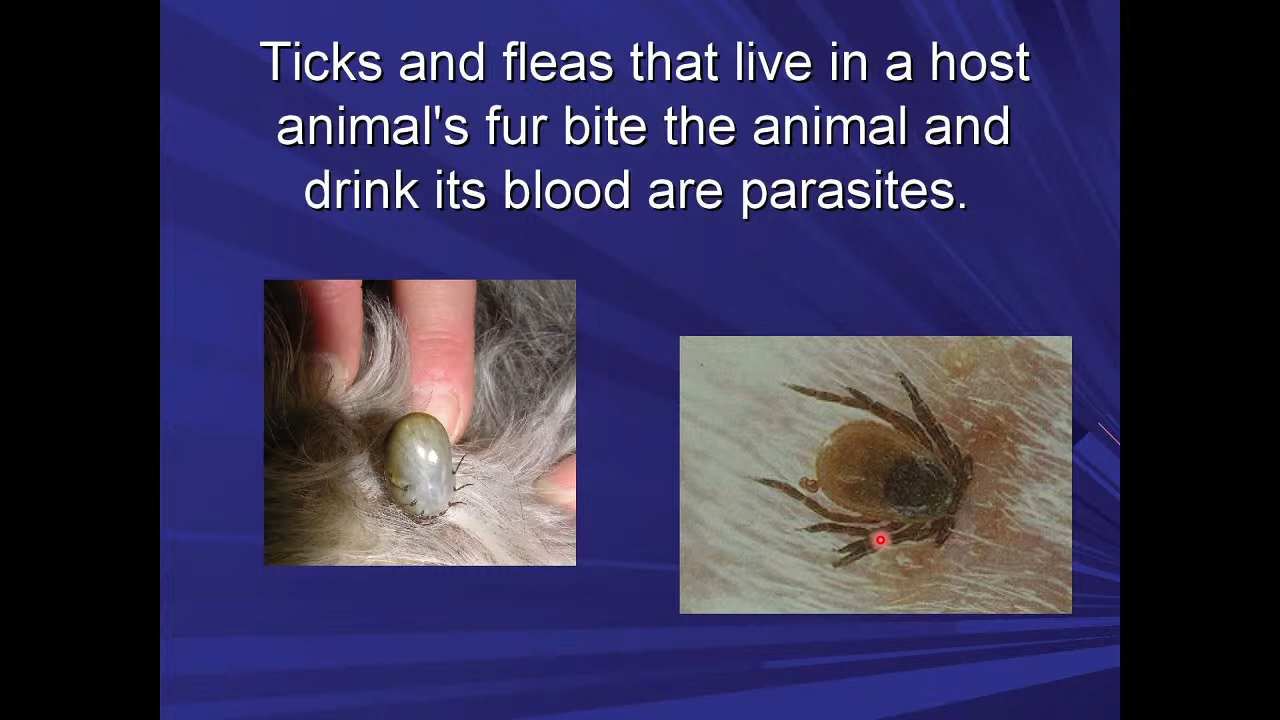 Ticks and fleas that live in a host
animal's fur bite the animal and
drink its blood are parasites.